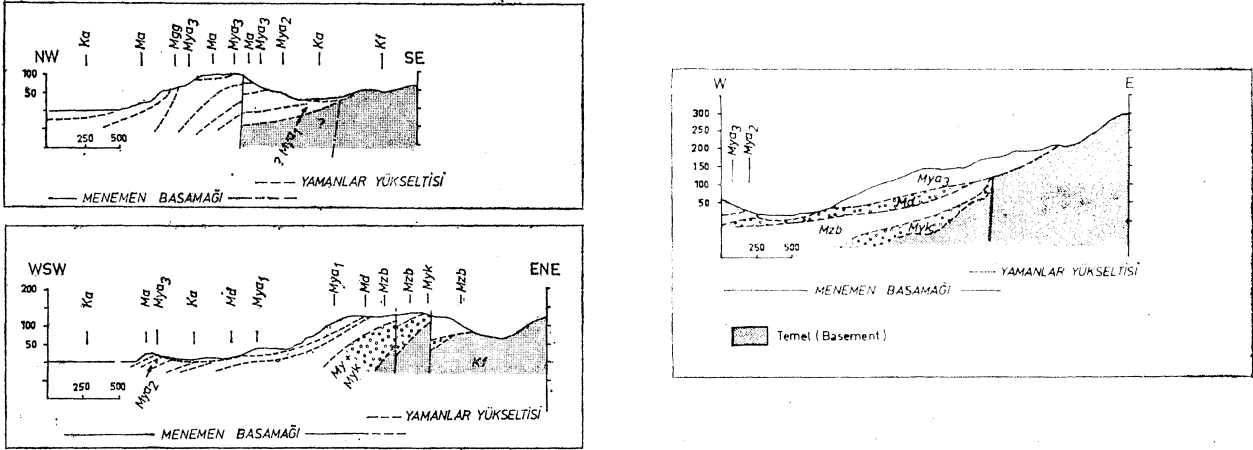 Ka Ma Mgg Mya3 Ma Mya3 Ma Mya3 Mya2 Ka Kf
NW SE
100
50
? Mya1 ?
250 500
YAMANLAR YÜKSELTİSİ
MENEMEN BASAMAĞI
WSW ENE
Ka Ma Mya3 Ka Md Mya1 Mya1 Md Mzb Mzb Myk Mzb
200
100
50
Mya2
My
Myk
Kf
250 500
YAMANLAR YÜKSELTİSİ
MENEMEN BASAMAĞI
W E
Mya3
Mya2
300
250
200
150
100
50
Mya3
Md
Mzb
Myk
250 500
YAMANLAR YÜKSELTİSİ
MENEMEN BASAMAĞI
Temel (Basement)